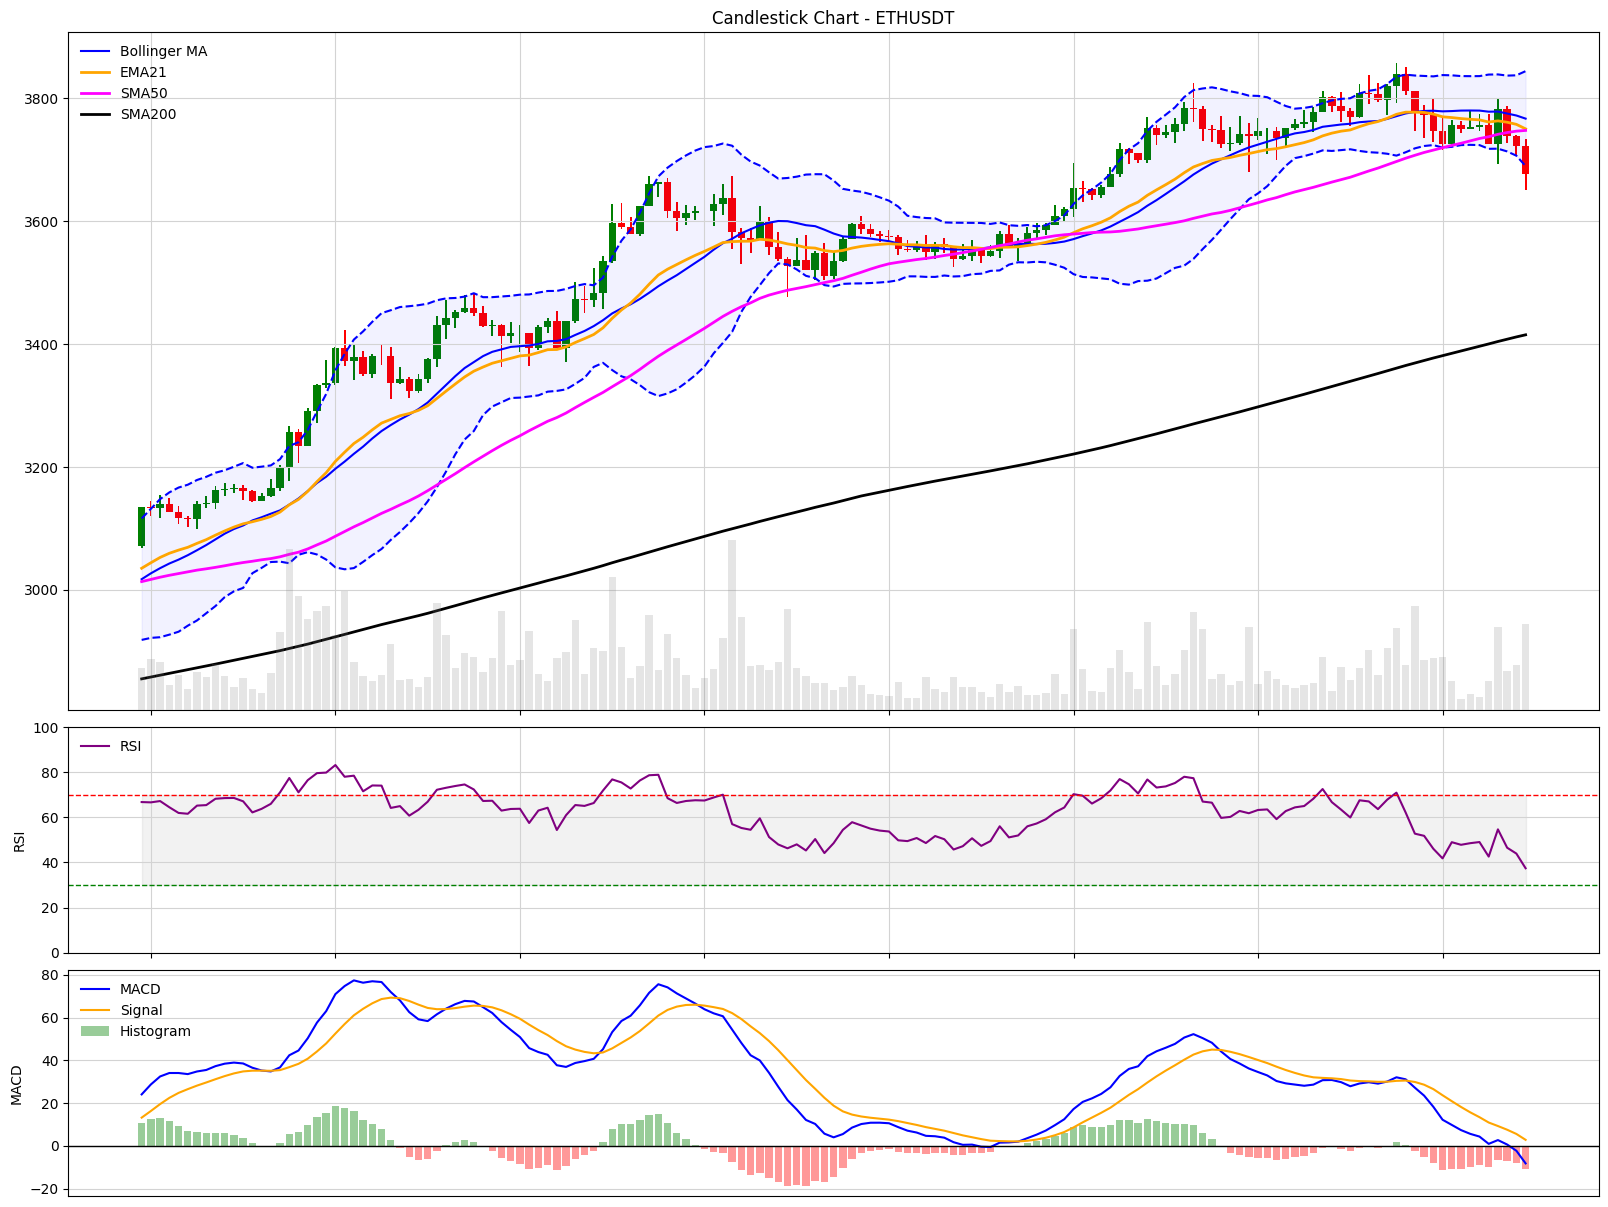 Candlestick Chart - ETHUSDT
Bollinger MA
EMA21
SMA50
SMA200
3800
3600
3400
3200
3000
RSI
100
80
60
40
20
0
RSI
MACD
Signal
Histogram
80
60
40
20
0
−20
MACD